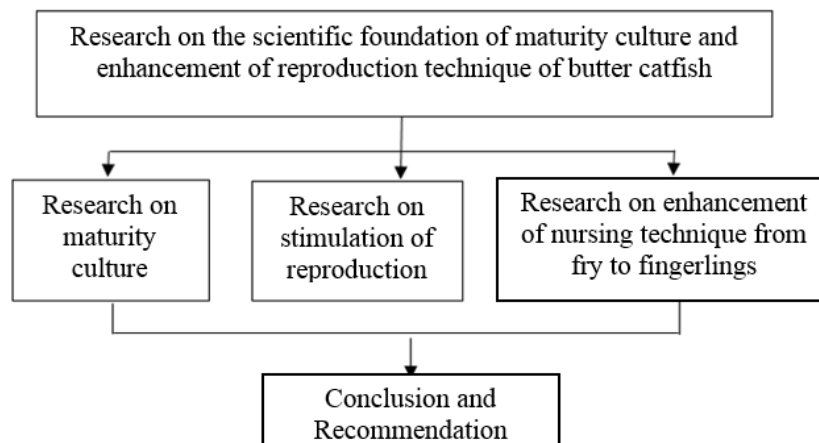 Research on the scientific foundation of maturity culture and
enhancement of reproduction technique of butter catfish
Research on
maturity
culture
Research on
stimulation of
reproduction
Research on enhancement
of nursing technique from
fry to fingerlings
Conclusion and
Recommendation